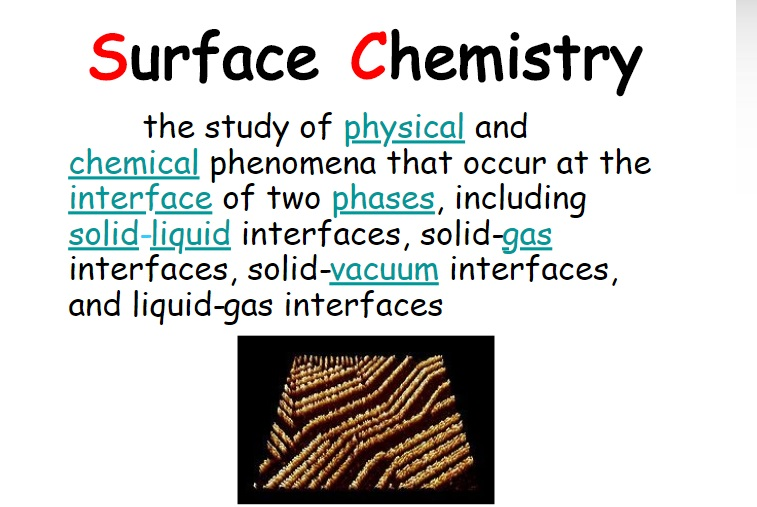 Surface Chemistry
the study of physical and
chemical phenomena that occur at the
interface of two phases, including
solid-liquid interfaces, solid-gas
interfaces, solid-vacuum interfaces,
and liquid-gas interfaces